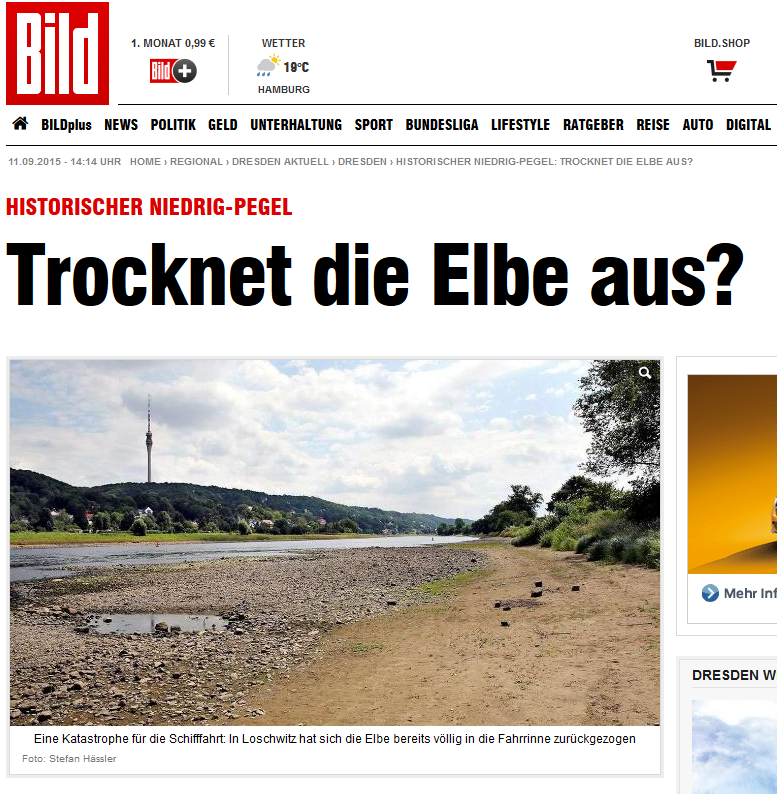 Bild
1. MONAT 0,99 €
Bild +
WETTER
19°C
HAMBURG
BILD.SHOP
BILDplus NEWS POLITIK GELD UNTERHALTUNG SPORT BUNDESLIGA LIFESTYLE RATGEBER REISE AUTO DIGITAL
11.09.2015 - 14:14 UHR HOME › REGIONAL › DRESDEN AKTUELL › DRESDEN › HISTORISCHER NIEDRIG-PEGEL: TROCKNET DIE ELBE AUS?
HISTORISCHER NIEDRIG-PEGEL
Trocknet die Elbe aus?
Eine Katastrophe für die Schifffahrt: In Loschwitz hat sich die Elbe bereits völlig in die Fahrrinne zurückgezogen
Foto: Stefan Hässler
Mehr Inf
DRESDEN W